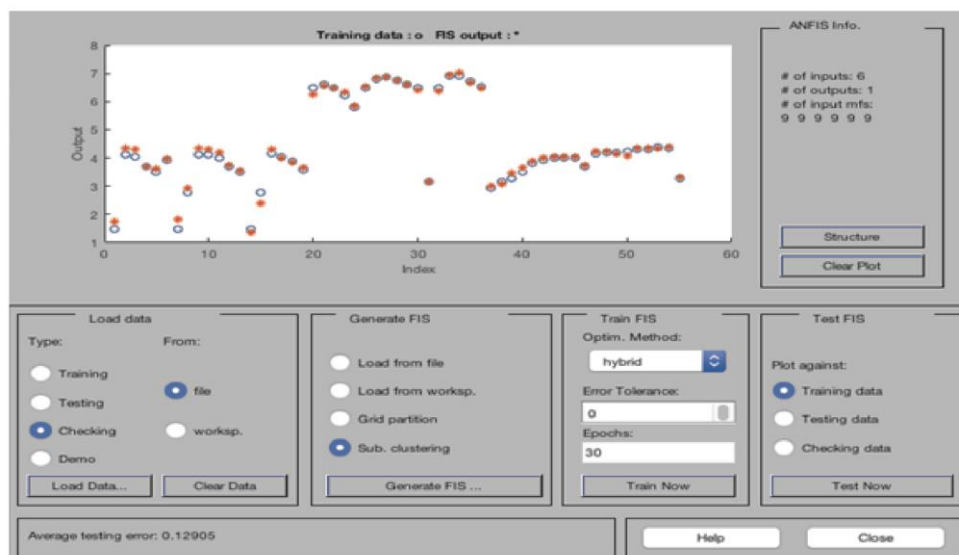 Training data : o FIS output : *
8
7
6
5
4
3
2
1
Output
0 10 20 30 40 50 60
Index
ANFIS Info.
# of inputs: 6
# of outputs: 1
# of input mfs:
9 9 9 9 9 9
Structure
Clear Plot
Load data
Type: From:
Training
file
Testing
Checking
worksp.
Demo
Load Data... Clear Data
Generate FIS
Load from file
Load from worksp.
Grid partition
Sub. clustering
Generate FIS ...
Train FIS
Optim. Method:
hybrid
Error Tolerance:
0
Epochs:
30
Train Now
Test FIS
Plot against:
Training data
Testing data
Checking data
Test Now
Average testing error: 0.12905
Help Close